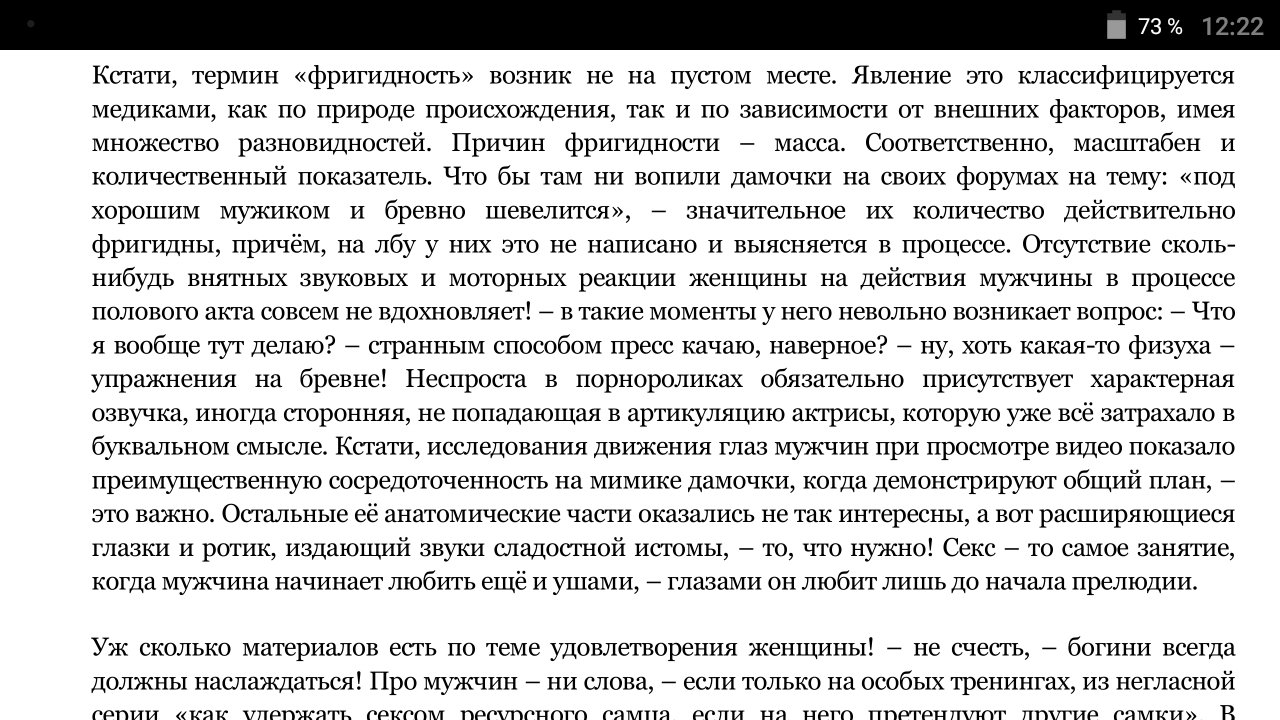 73 % 12:22
Кстати, термин «фригидность» возник не на пустом месте. Явление это классифицируется
медиками, как по природе происхождения, так и по зависимости от внешних факторов, имея
множество разновидностей. Причин фригидности – масса. Соответственно, масштабен и
количественный показатель. Что бы там ни вопили дамочки на своих форумах на тему: «под
хорошим мужиком и бревно шевелится», – значительное их количество действительно
фригидны, причём, на лбу у них это не написано и выясняется в процессе. Отсутствие сколь-
нибудь внятных звуковых и моторных реакции женщины на действия мужчины в процессе
полового акта совсем не вдохновляет! – в такие моменты у него невольно возникает вопрос: – Что
я вообще тут делаю? – странным способом пресс качаю, наверное? – ну, хоть какая-то физуха –
упражнения на бревне! Неспроста в порнороликах обязательно присутствует характерная
озвучка, иногда сторонняя, не попадающая в артикуляцию актрисы, которую уже всё затрахало в
буквальном смысле. Кстати, исследования движения глаз мужчин при просмотре видео показало
преимущественную сосредоточенность на мимике дамочки, когда демонстрируют общий план, –
это важно. Остальные её анатомические части оказались не так интересны, а вот расширяющиеся
глазки и ротик, издающий звуки сладостной истомы, – то, что нужно! Секс – то самое занятие,
когда мужчина начинает любить ещё и ушами, – глазами он любит лишь до начала прелюдии.
Уж сколько материалов есть по теме удовлетворения женщины! – не счесть, – богини всегда
должны наслаждаться! Про мужчин – ни слова, – если только на особых тренингах, из негласной
серии «как удержать сексом ресурсного самца, если на него претендуют другие самки». В